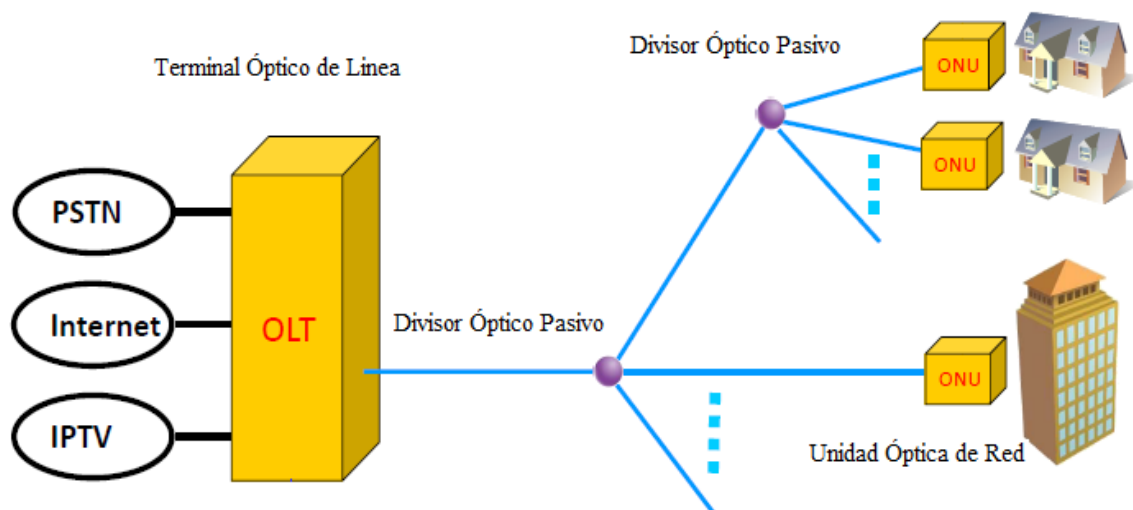 Divisor Óptico Pasivo
Terminal Óptico de Linea
ONU
ONU
PSTN
Internet
OLT
Divisor Óptico Pasivo
IPTV
ONU
Unidad Óptica de Red